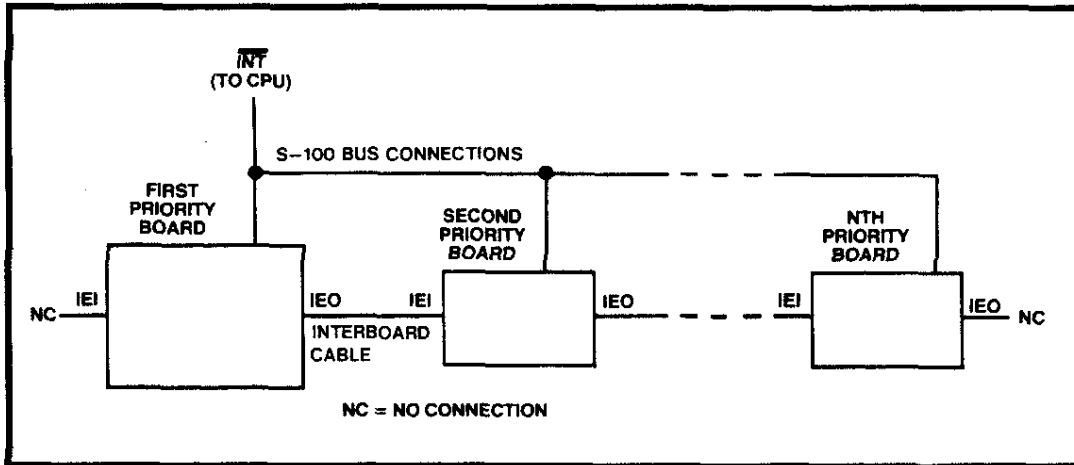 INT
(TO CPU)
S-100 BUS CONNECTIONS
FIRST
PRIORITY
BOARD
SECOND
PRIORITY
BOARD
NTH
PRIORITY
BOARD
NC
IEI
IEO
INTERBOARD
CABLE
IEI
IEO
IEI
IEO
NC
NC = NO CONNECTION